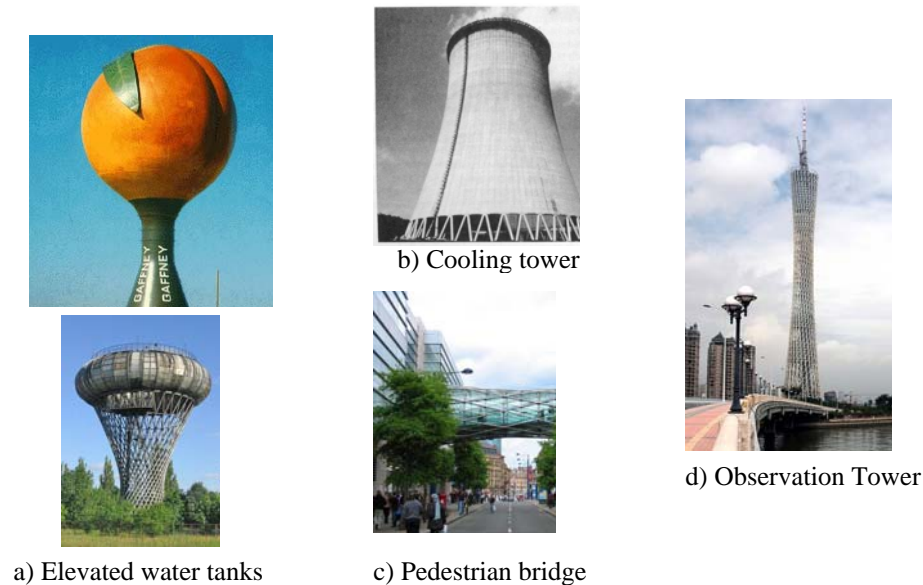 GAFFNEY
GAFFNEY
b) Cooling tower
d) Observation Tower
a) Elevated water tanks
c) Pedestrian bridge